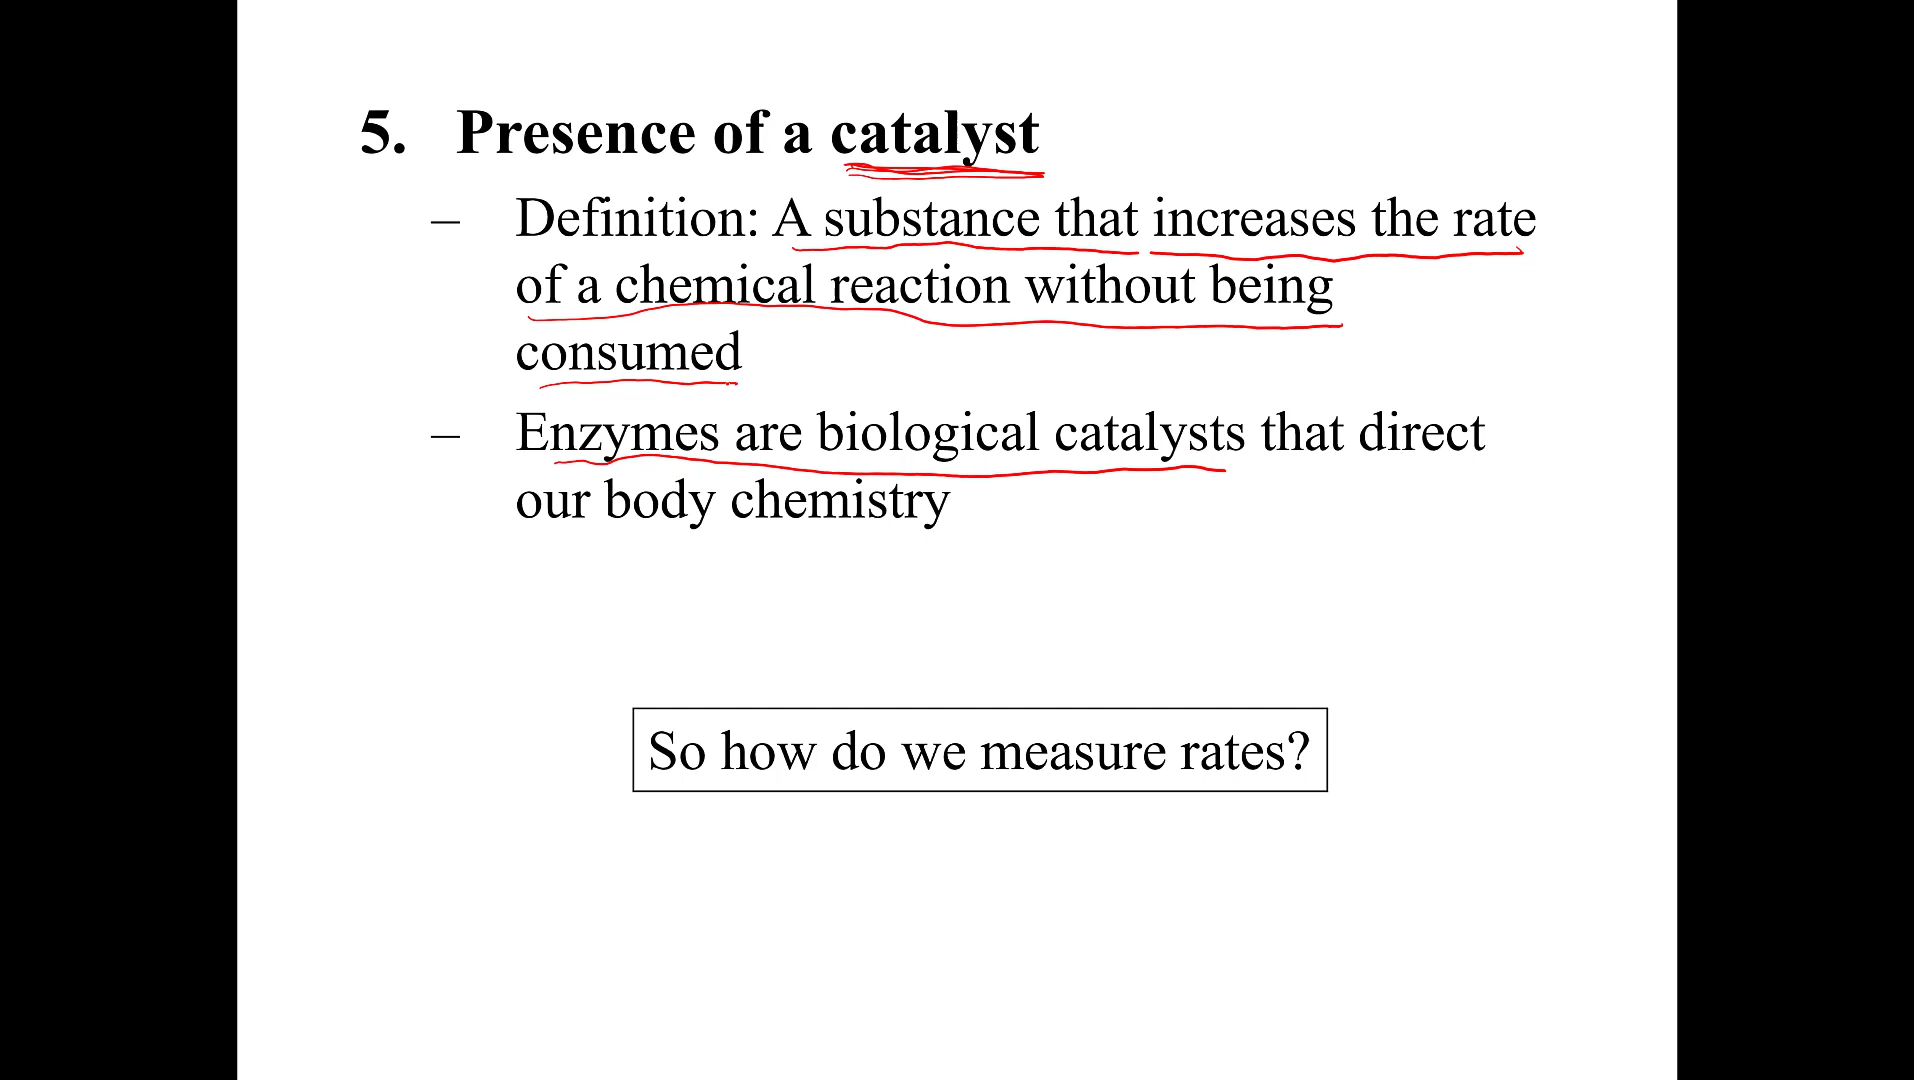 5. Presence of a catalyst
– Definition: A substance that increases the rate
of a chemical reaction without being
consumed
– Enzymes are biological catalysts that direct
our body chemistry
So how do we measure rates?